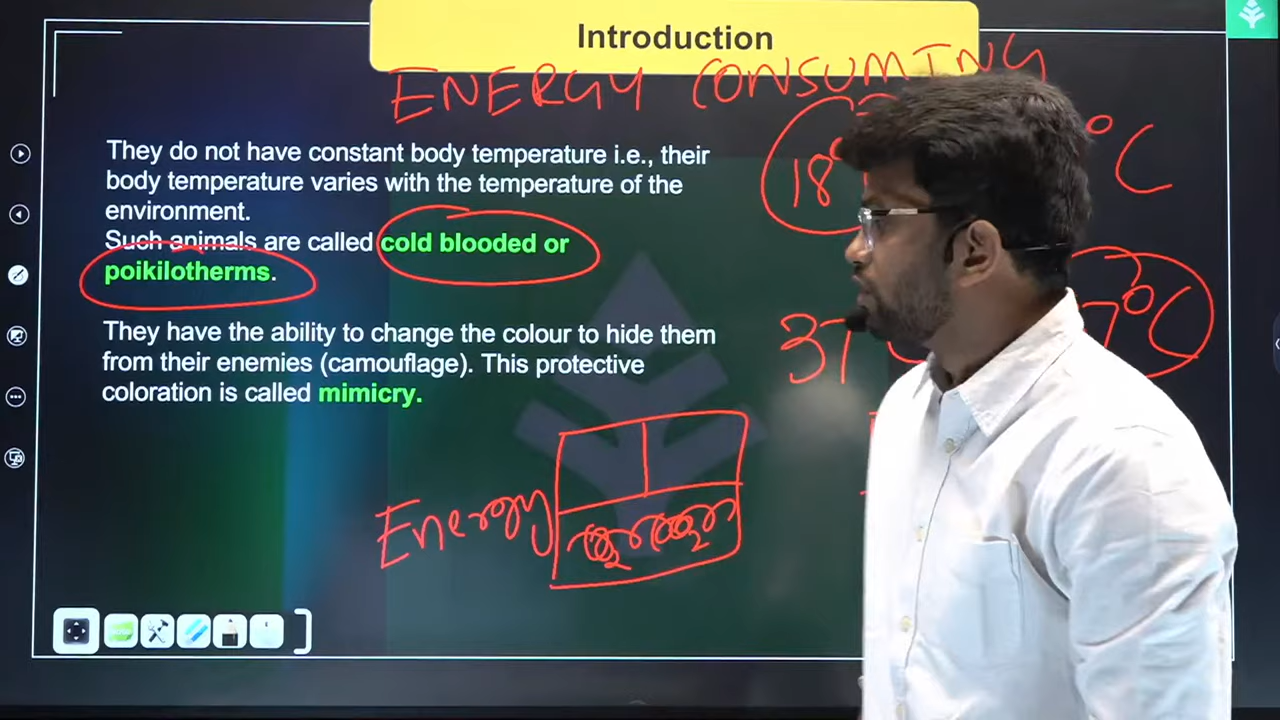 Introduction
ENERGY CONSUMING
They do not have constant body temperature i.e., their
body temperature varies with the temperature of the
environment.
Such animals are called cold blooded or
poikilotherms.
18°
°C
They have the ability to change the colour to hide them
from their enemies (camouflage). This protective
coloration is called mimicry.
37
7°C
Energy